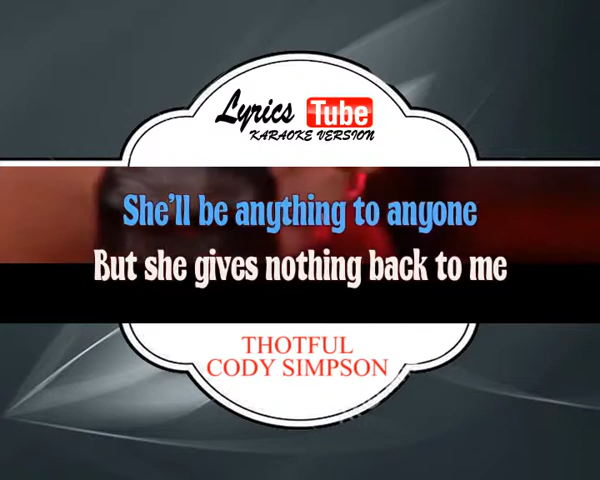 Lyrics Tube
KARAOKE VERSION
She'll be anything to anyone
But she gives nothing back to me
THOTFUL
CODY SIMPSON